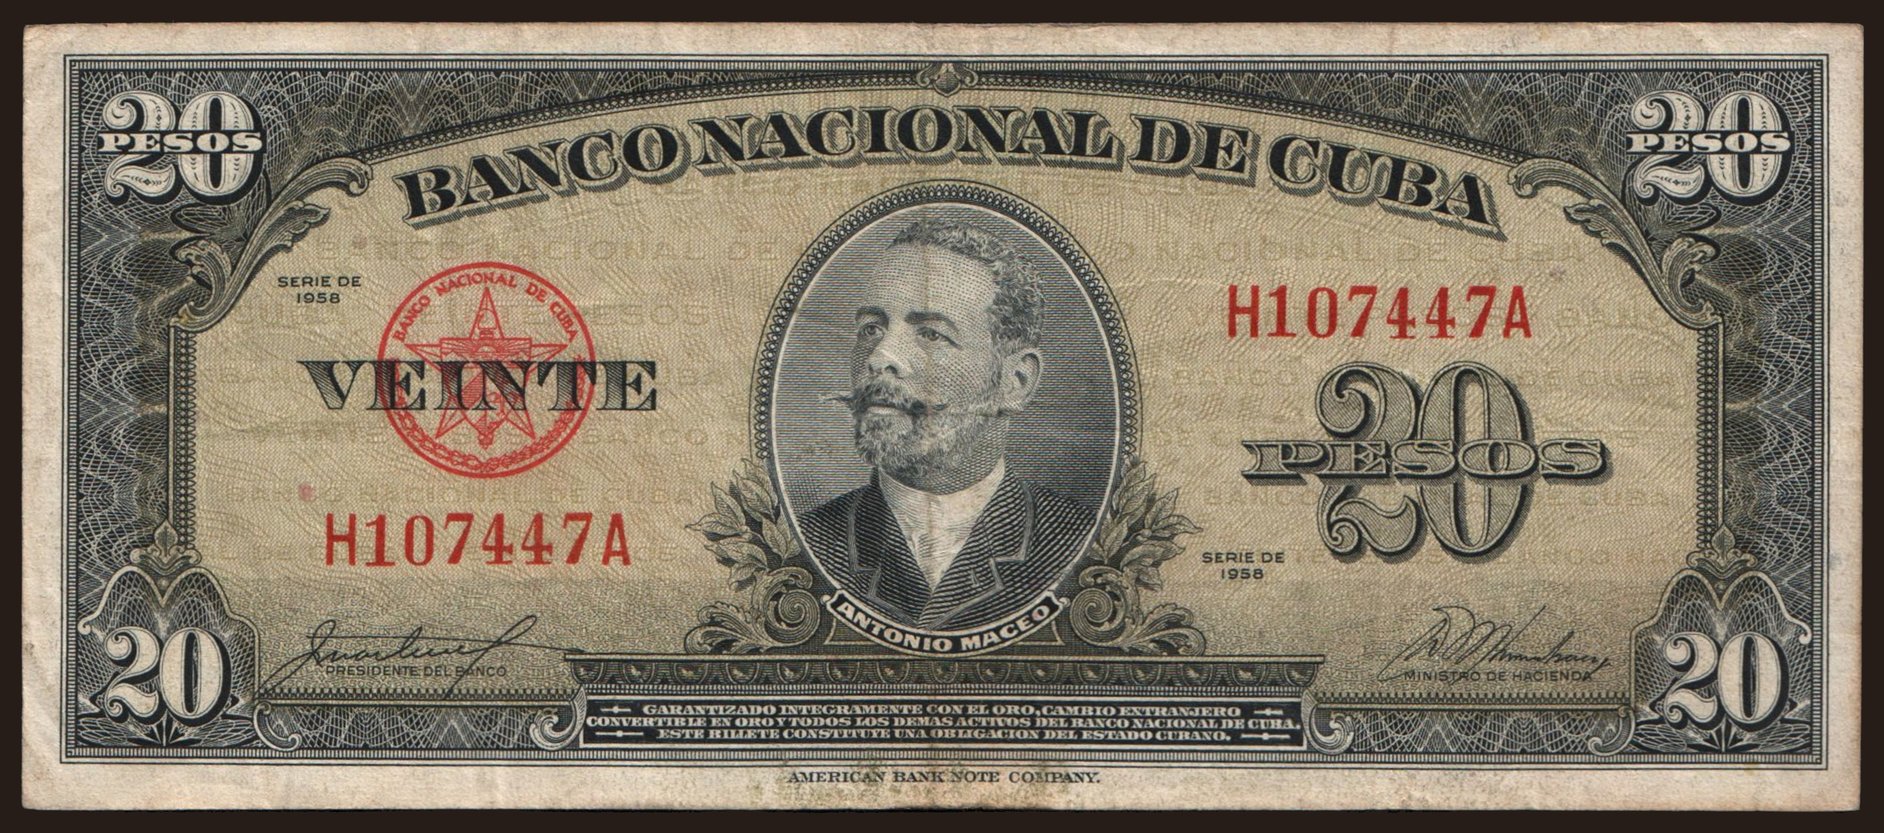 20 PESOS
BANCO NACIONAL DE CUBA
20 PESOS
SERIE DE
1958
BANCO NACIONAL DE CUBA
VEINTE
H107447A
H107447A
20 PESOS
SERIE DE
1958
ANTONIO MACEO
PRESIDENTE DEL BANCO
MINISTRO DE HACIENDA
20
20
GARANTIZADO INTEGRAMENTE CON EL ORO, CAMBIO EXTRANJERO
CONVERTIBLE EN ORO Y TODOS LOS DEMAS ACTIVOS DEL BANCO NACIONAL DE CUBA.
ESTE BILLETE CONSTITUYE UNA OBLIGACION DEL ESTADO CUBANO.
AMERICAN BANK NOTE COMPANY.